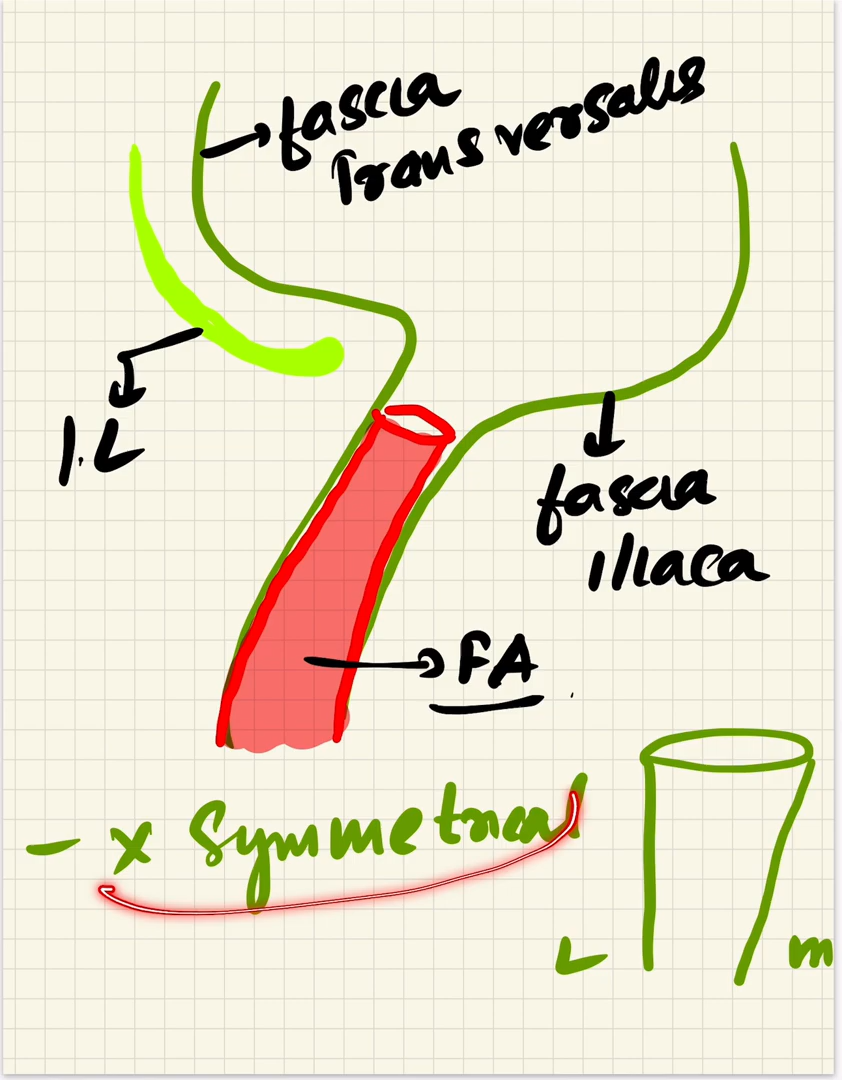 fascia
Transversalis
I.L
fascia
iliaca
FA
- x Symmetrical
L
m